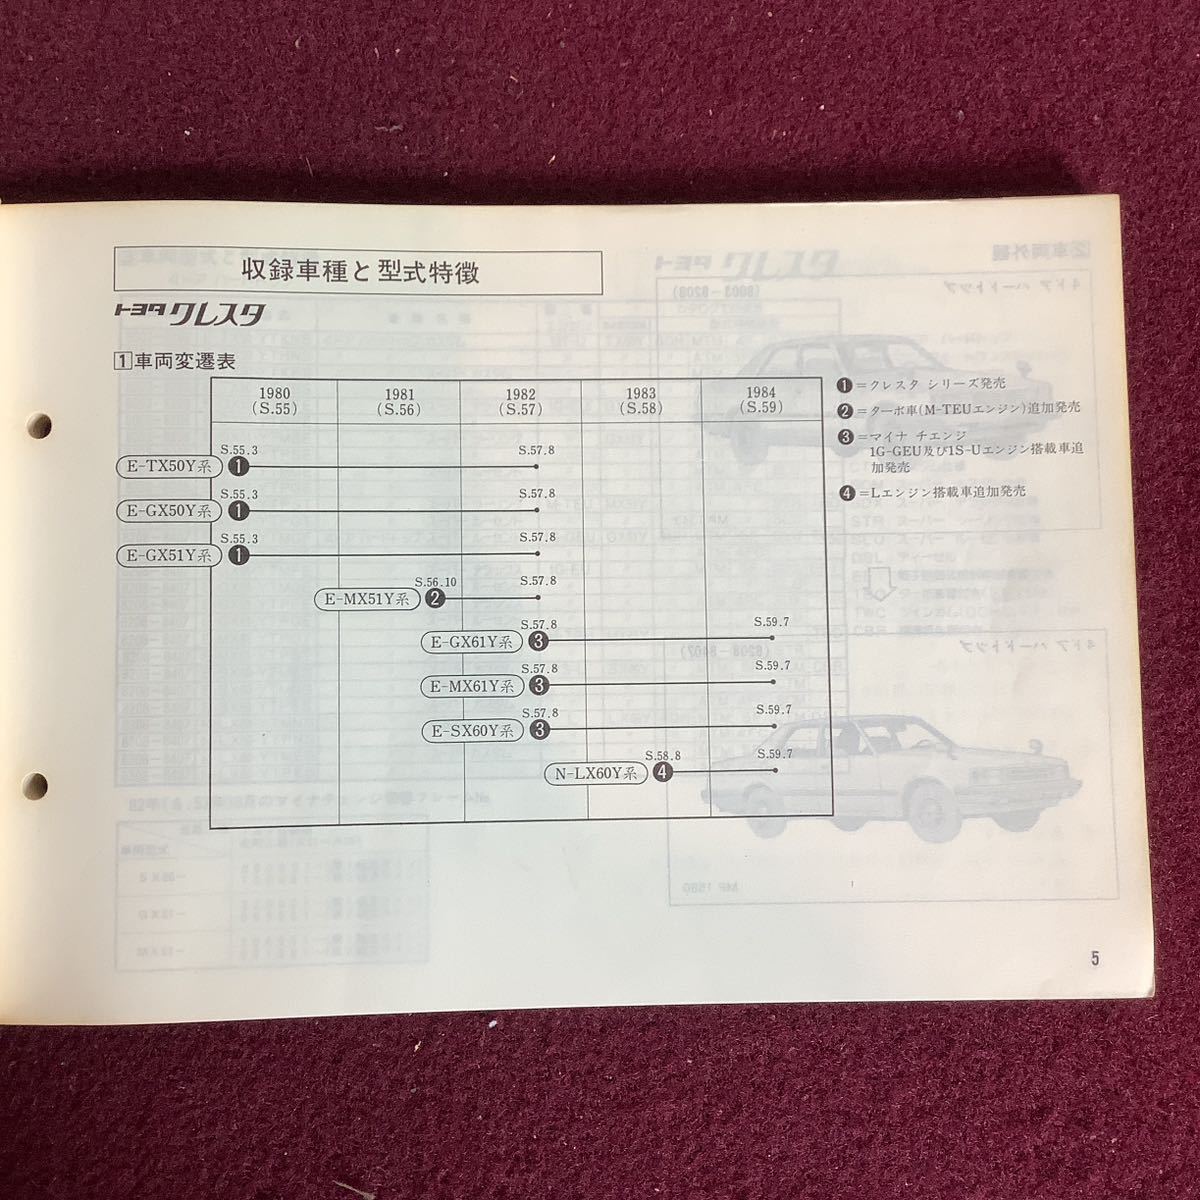 収録車種と型式特徴
トヨタ クレスタ
1 車両変遷表
1980 1981 1982 1983 1984
(S.55) (S.56) (S.57) (S.58) (S.59)
S.55.3 S.57.8
E-TX50Y系 1
S.55.3 S.57.8
E-GX50Y系 1
S.55.3 S.57.8
E-GX51Y系 1
S.56.10 S.57.8
E-MX51Y系 2
S.57.8 S.59.7
E-GX61Y系 3
S.57.8 S.59.7
E-MX61Y系 3
S.57.8 S.59.7
E-SX60Y系 3
S.58.8 S.59.7
N-LX60Y系 4
❶=クレスタ シリーズ発売
❷=ターボ車(M-TEUエンジン)追加発売
❸=マイナ チエンジ
1G-GEU及び1S-Uエンジン搭載車追
加発売
❹=Lエンジン搭載車追加発売
5